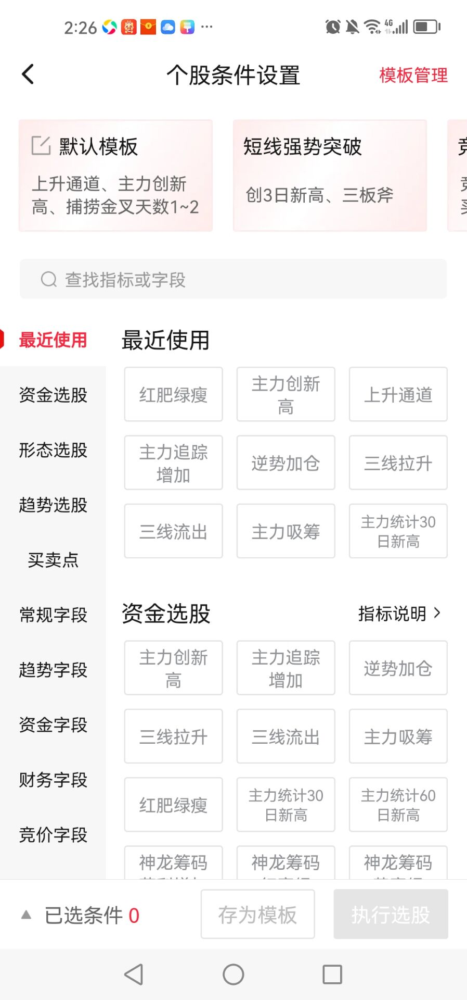 2:26
4G
个股条件设置
模板管理
默认模板
上升通道、主力创新
高、捕捞金叉天数1~2
短线强势突破
创3日新高、三板斧
查找指标或字段
最近使用
资金选股
形态选股
趋势选股
买卖点
常规字段
趋势字段
资金字段
财务字段
竞价字段
最近使用
红肥绿瘦
主力创新
高
上升通道
主力追踪
增加
逆势加仓
三线拉升
三线流出
主力吸筹
主力统计30
日新高
资金选股
指标说明
主力创新
高
主力追踪
增加
逆势加仓
三线拉升
三线流出
主力吸筹
红肥绿瘦
主力统计30
日新高
主力统计60
日新高
神龙筹码
神龙筹码
神龙筹码
已选条件 0
存为模板
执行选股